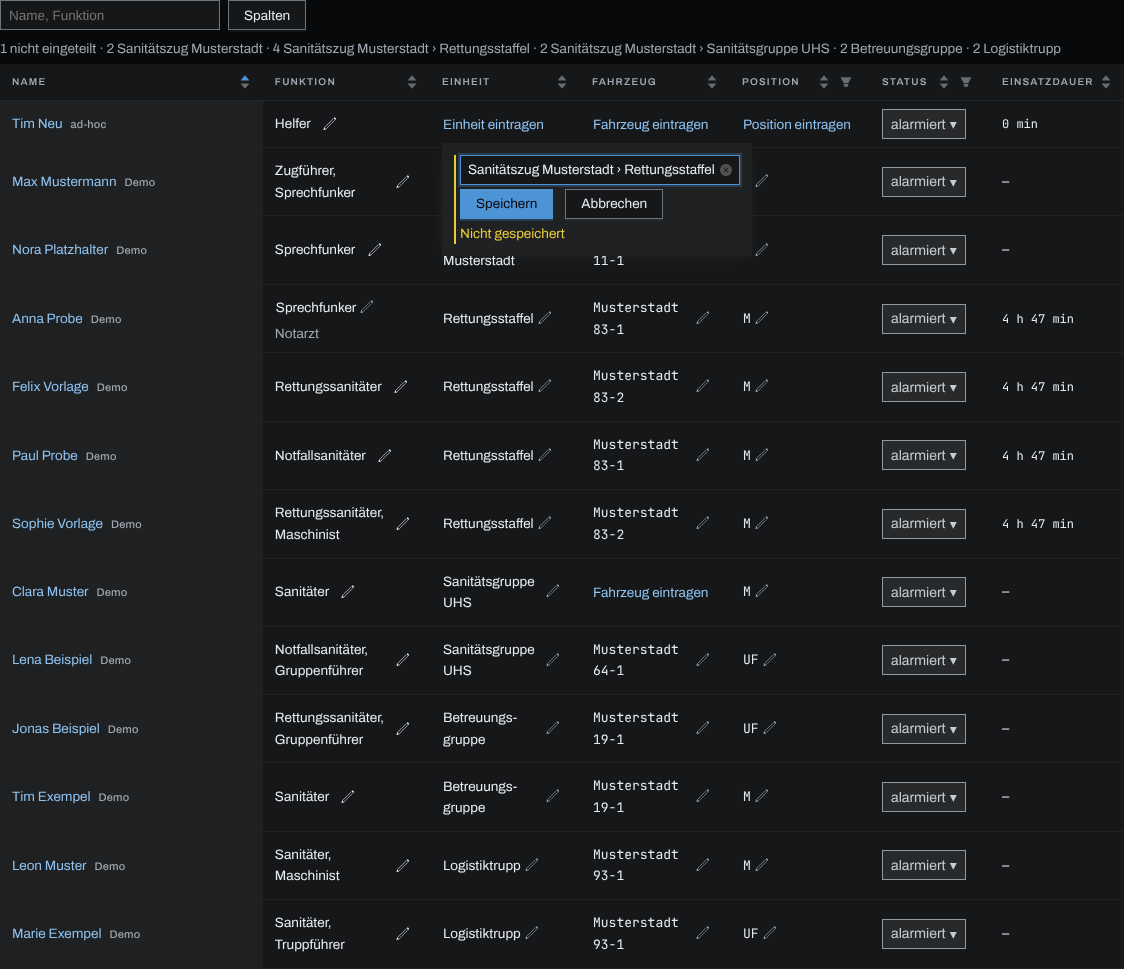 Name, Funktion
Spalten
1 nicht eingeteilt · 2 Sanitätszug Musterstadt · 4 Sanitätszug Musterstadt › Rettungsstaffel · 2 Sanitätszug Musterstadt › Sanitätsgruppe UHS · 2 Betreuungsgruppe · 2 Logistiktrupp
NAME FUNKTION EINHEIT FAHRZEUG POSITION STATUS EINSATZDAUER
Tim Neu ad-hoc Helfer Einheit eintragen Fahrzeug eintragen Position eintragen alarmiert ▾ 0 min
Sanitätszug Musterstadt › Rettungsstaffel
Speichern Abbrechen
Nicht gespeichert
Max Mustermann Demo Zugführer, alarmiert ▾ –
Sprechfunker
Nora Platzhalter Demo Sprechfunker alarmiert ▾ –
Musterstadt 11-1
Anna Probe Demo Sprechfunker Rettungsstaffel Musterstadt M alarmiert ▾ 4 h 47 min
Notarzt 83-1
Felix Vorlage Demo Rettungssanitäter Rettungsstaffel Musterstadt M alarmiert ▾ 4 h 47 min
83-2
Paul Probe Demo Notfallsanitäter Rettungsstaffel Musterstadt M alarmiert ▾ 4 h 47 min
83-1
Sophie Vorlage Demo Rettungssanitäter, Rettungsstaffel Musterstadt M alarmiert ▾ 4 h 47 min
Maschinist 83-2
Clara Muster Demo Sanitäter Sanitätsgruppe Fahrzeug eintragen M alarmiert ▾ –
UHS
Lena Beispiel Demo Notfallsanitäter, Sanitätsgruppe Musterstadt UF alarmiert ▾ –
Gruppenführer UHS 64-1
Jonas Beispiel Demo Rettungssanitäter, Betreuungs- Musterstadt UF alarmiert ▾ –
Gruppenführer gruppe 19-1
Tim Exempel Demo Sanitäter Betreuungs- Musterstadt M alarmiert ▾ –
gruppe 19-1
Leon Muster Demo Sanitäter, Logistiktrupp Musterstadt M alarmiert ▾ –
Maschinist 93-1
Marie Exempel Demo Sanitäter, Logistiktrupp Musterstadt UF alarmiert ▾ –
Truppführer 93-1